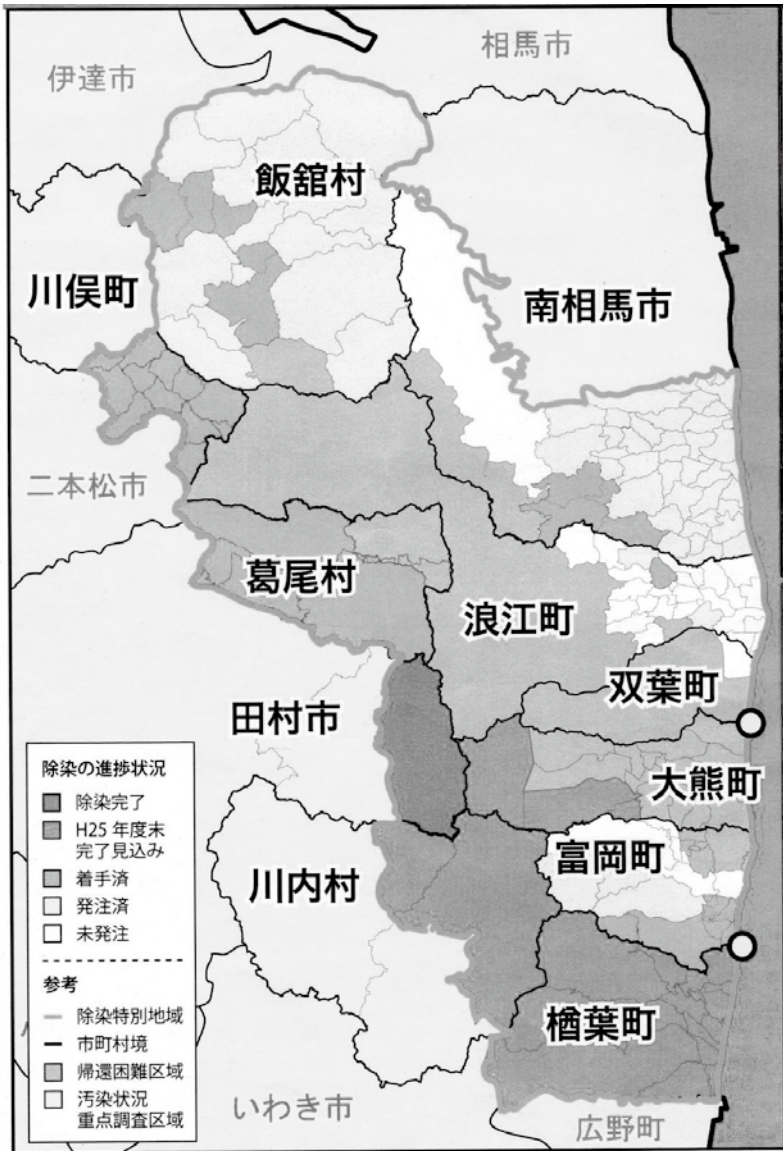 相馬市
伊達市
飯舘村
川俣町
南相馬市
二本松市
葛尾村
浪江町
双葉町
田村市
大熊町
富岡町
川内村
楢葉町
いわき市
広野町
除染の進捗状況
除染完了
H25年度末
完了見込み
着手済
発注済
未発注
参考
除染特別地域
市町村境
帰還困難区域
汚染状況
重点調査区域